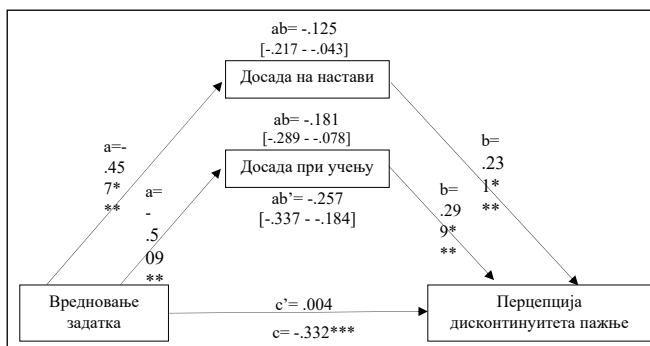 ab= -.125
[-.217 - -.043]
Досада на настави
ab= -.181
[-.289 - -.078]
Досада при учењу
ab’= -.257
[-.337 - -.184]
a=-
.45
7*
**
a=
-
.5
09
**
b=
.23
1*
**
b=
.29
9*
**
Вредновање
задатка
c’= .004
c= -.332***
Перцепција
дисконтинуитета пажње